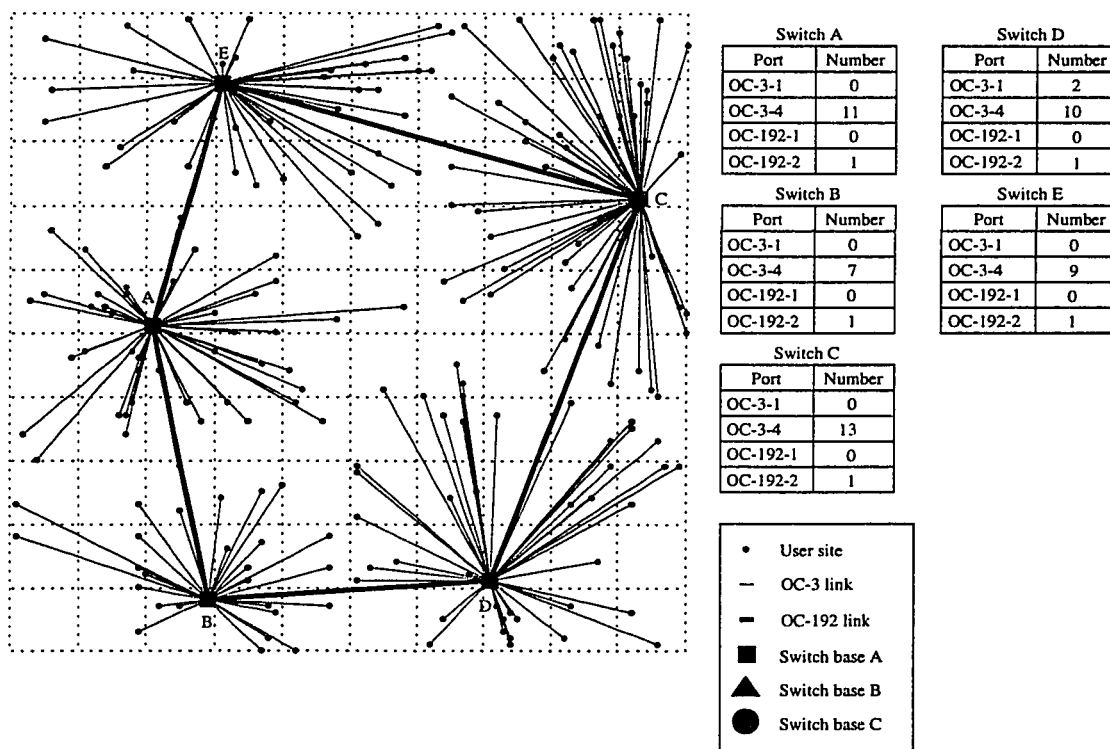 E
C
A
B
D
Switch A
Port Number
OC-3-1 0
OC-3-4 11
OC-192-1 0
OC-192-2 1
Switch D
Port Number
OC-3-1 2
OC-3-4 10
OC-192-1 0
OC-192-2 1
Switch B
Port Number
OC-3-1 0
OC-3-4 7
OC-192-1 0
OC-192-2 1
Switch E
Port Number
OC-3-1 0
OC-3-4 9
OC-192-1 0
OC-192-2 1
Switch C
Port Number
OC-3-1 0
OC-3-4 13
OC-192-1 0
OC-192-2 1
User site
OC-3 link
OC-192 link
Switch base A
Switch base B
Switch base C